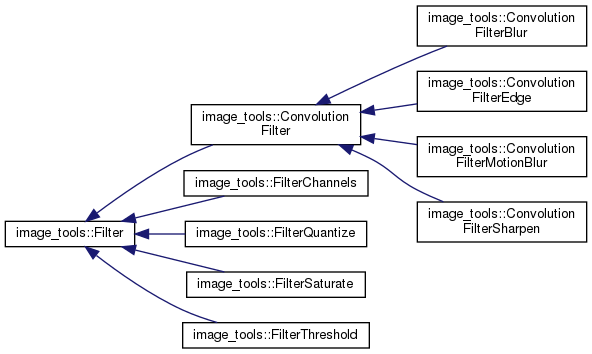 image_tools::Convolution
FilterBlur
image_tools::Convolution
FilterEdge
image_tools::Convolution
Filter
image_tools::Convolution
FilterMotionBlur
image_tools::FilterChannels
image_tools::Convolution
FilterSharpen
image_tools::Filter
image_tools::FilterQuantize
image_tools::FilterSaturate
image_tools::FilterThreshold